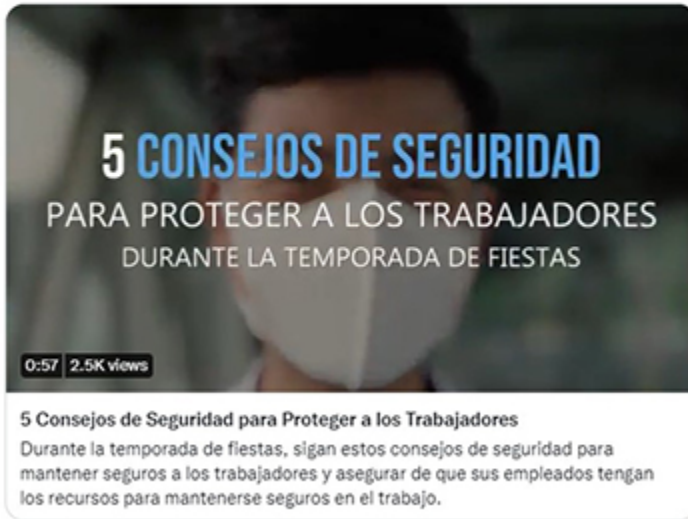 5 CONSEJOS DE SEGURIDAD
PARA PROTEGER A LOS TRABAJADORES
DURANTE LA TEMPORADA DE FIESTAS
0:57 2.5K views
5 Consejos de Seguridad para Proteger a los Trabajadores
Durante la temporada de fiestas, sigan estos consejos de seguridad para
mantener seguros a los trabajadores y asegurar de que sus empleados tengan
los recursos para mantenerse seguros en el trabajo.